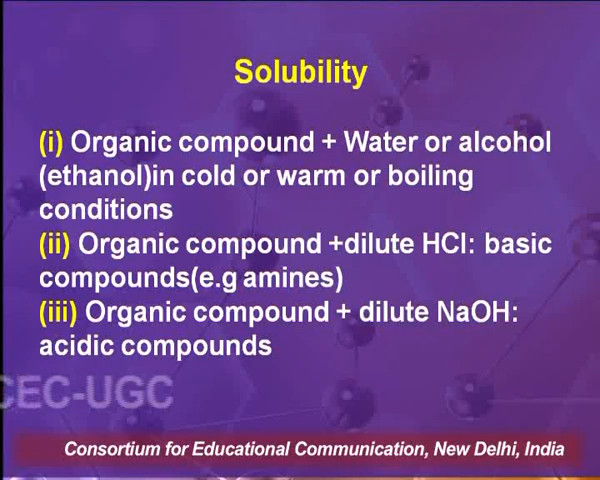 Solubility
(i) Organic compound + Water or alcohol
(ethanol)in cold or warm or boiling
conditions
(ii) Organic compound +dilute HCl: basic
compounds(e.g amines)
(iii) Organic compound + dilute NaOH:
acidic compounds
CEC-UGC
Consortium for Educational Communication, New Delhi, India